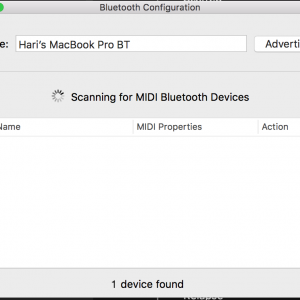 Bluetooth Configuration
e: Hari's MacBook Pro BT Adverti
Scanning for MIDI Bluetooth Devices
Name MIDI Properties Action
1 device found